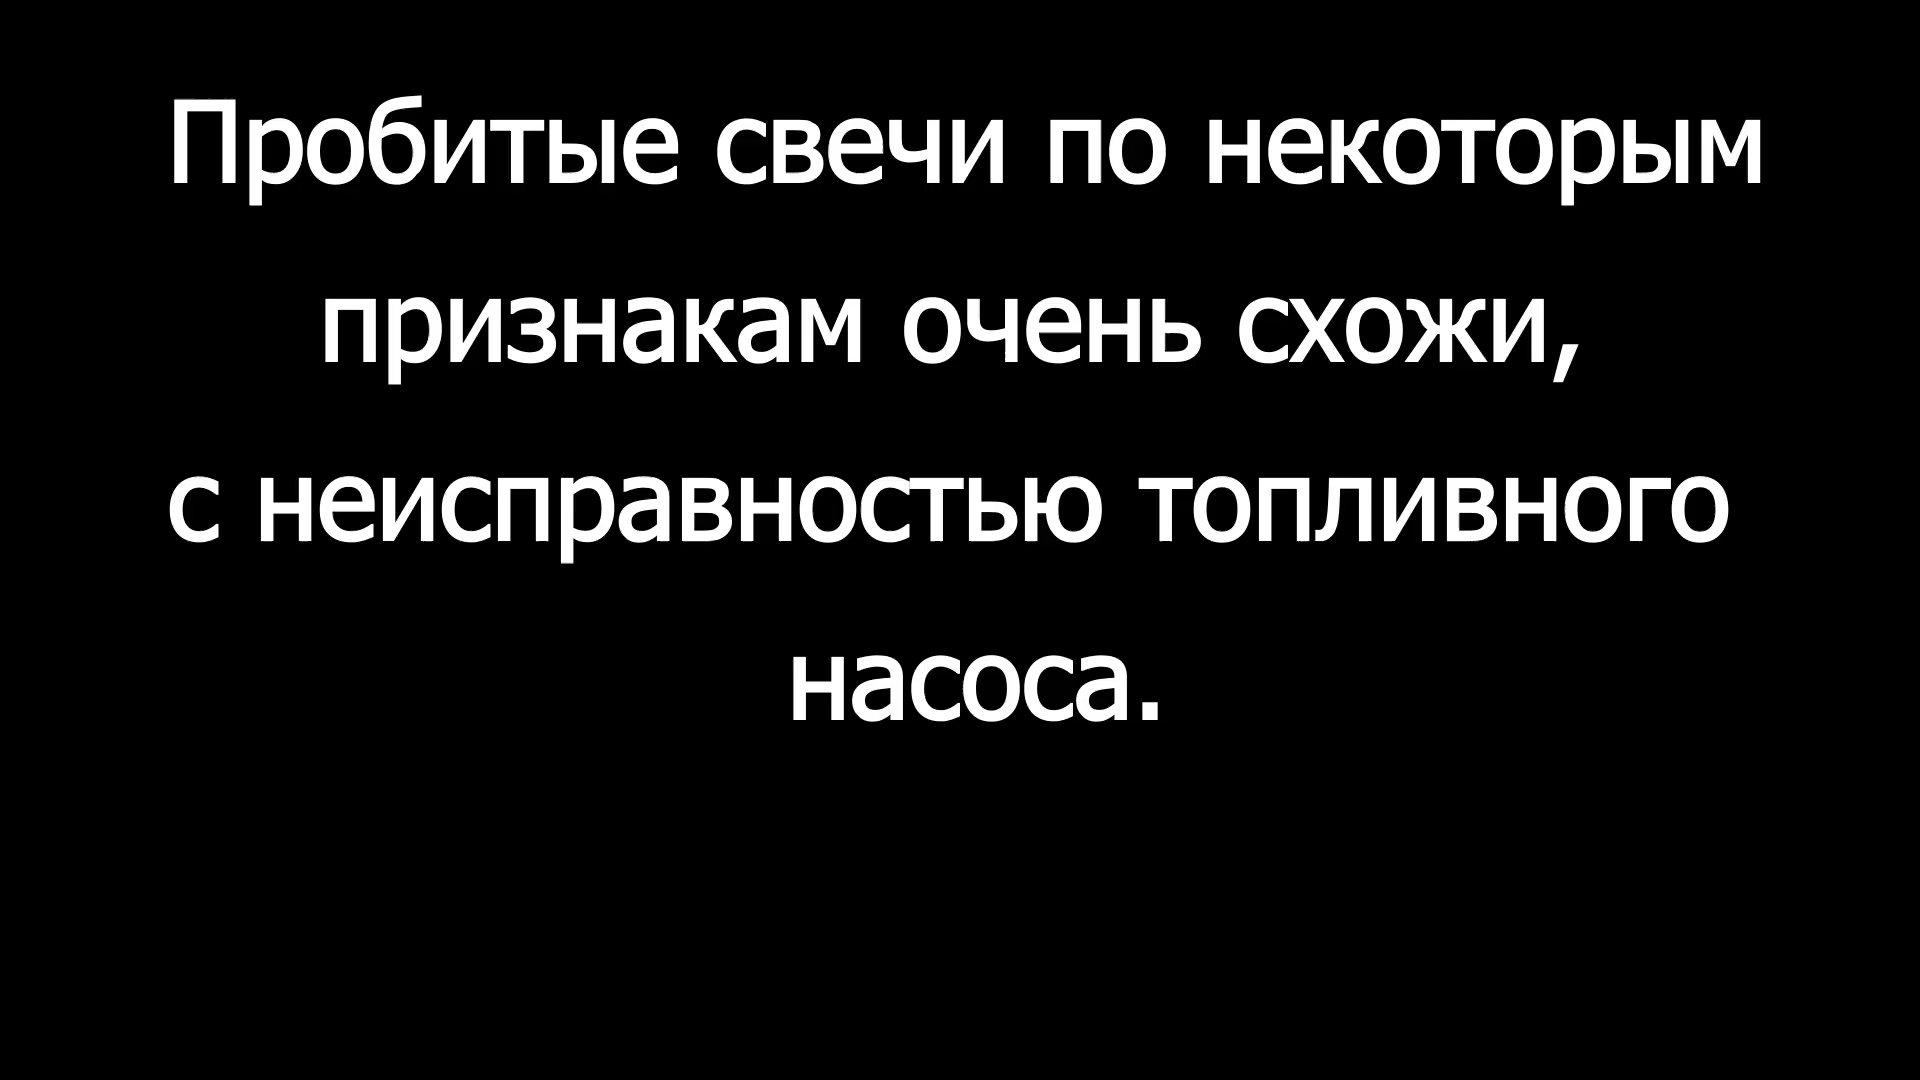 Пробитые свечи по некоторым
признакам очень схожи,
с неисправностью топливного
насоса.